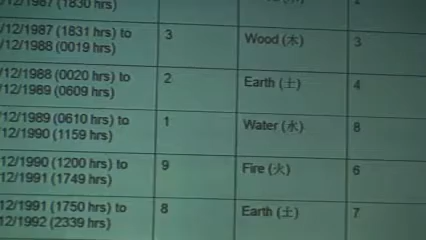 /12/1987 (1830 hrs)
/12/1987 (1831 hrs) to 3 Wood (木) 3
/12/1988 (0019 hrs)
/12/1988 (0020 hrs) to 2 Earth (土) 4
/12/1989 (0609 hrs)
/12/1989 (0610 hrs) to 1 Water (水) 8
/12/1990 (1159 hrs)
12/1990 (1200 hrs) to 9 Fire (火) 6
12/1991 (1749 hrs)
12/1991 (1750 hrs) to 8 Earth (土) 7
12/1992 (2339 hrs)